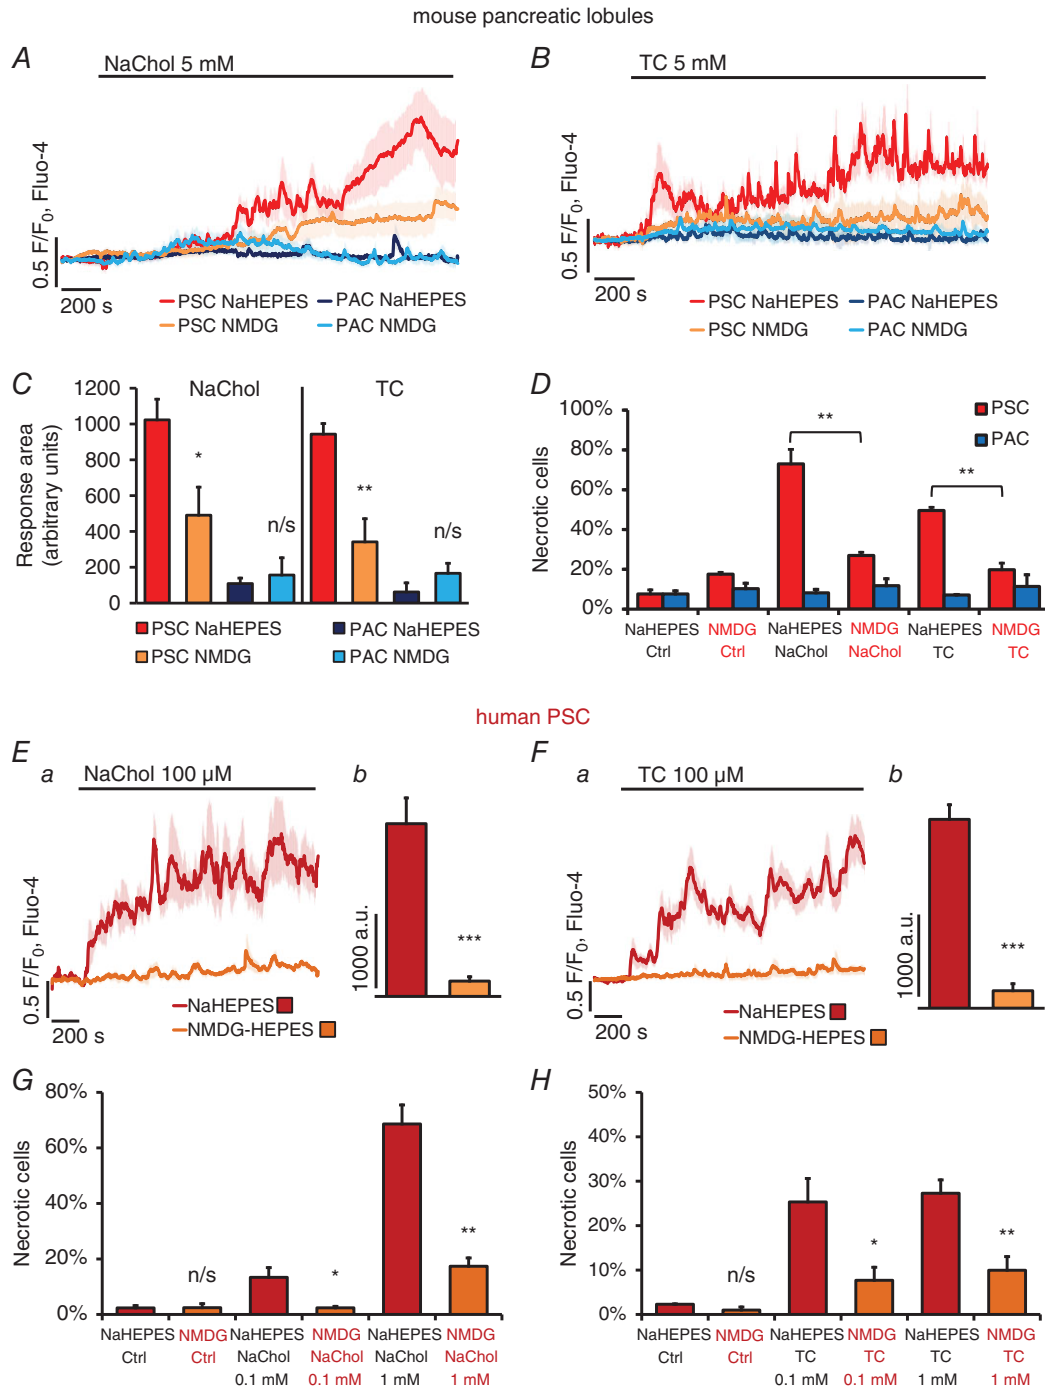 mouse pancreatic lobules
A
NaChol 5 mM
0.5 F/F0, Fluo-4
200 s
PSC NaHEPES
PAC NaHEPES
PSC NMDG
PAC NMDG
B
TC 5 mM
0.5 F/F0, Fluo-4
200 s
PSC NaHEPES
PAC NaHEPES
PSC NMDG
PAC NMDG
C
Response area
(arbitrary units)
1200
1000
800
600
400
200
0
NaChol
TC
*
n/s
**
n/s
PSC NaHEPES
PAC NaHEPES
PSC NMDG
PAC NMDG
D
Necrotic cells
100%
80%
60%
40%
20%
0%
PSC
PAC
**
**
NaHEPES NMDG NaHEPES NMDG NaHEPES NMDG
Ctrl Ctrl NaChol NaChol TC TC
human PSC
E
a
NaChol 100 µM
0.5 F/F0, Fluo-4
200 s
NaHEPES
NMDG-HEPES
b
1000 a.u.
***
F
a
TC 100 µM
0.5 F/F0, Fluo-4
200 s
NaHEPES
NMDG-HEPES
b
1000 a.u.
***
G
Necrotic cells
80%
60%
40%
20%
0%
n/s
*
**
NaHEPES NMDG NaHEPES NMDG NaHEPES NMDG
Ctrl Ctrl NaChol NaChol NaChol NaChol
0.1 mM 0.1 mM 1 mM 1 mM
H
Necrotic cells
50%
40%
30%
20%
10%
0%
n/s
*
**
NaHEPES NMDG NaHEPES NMDG NaHEPES NMDG
Ctrl Ctrl TC TC TC TC
0.1 mM 0.1 mM 1 mM 1 mM